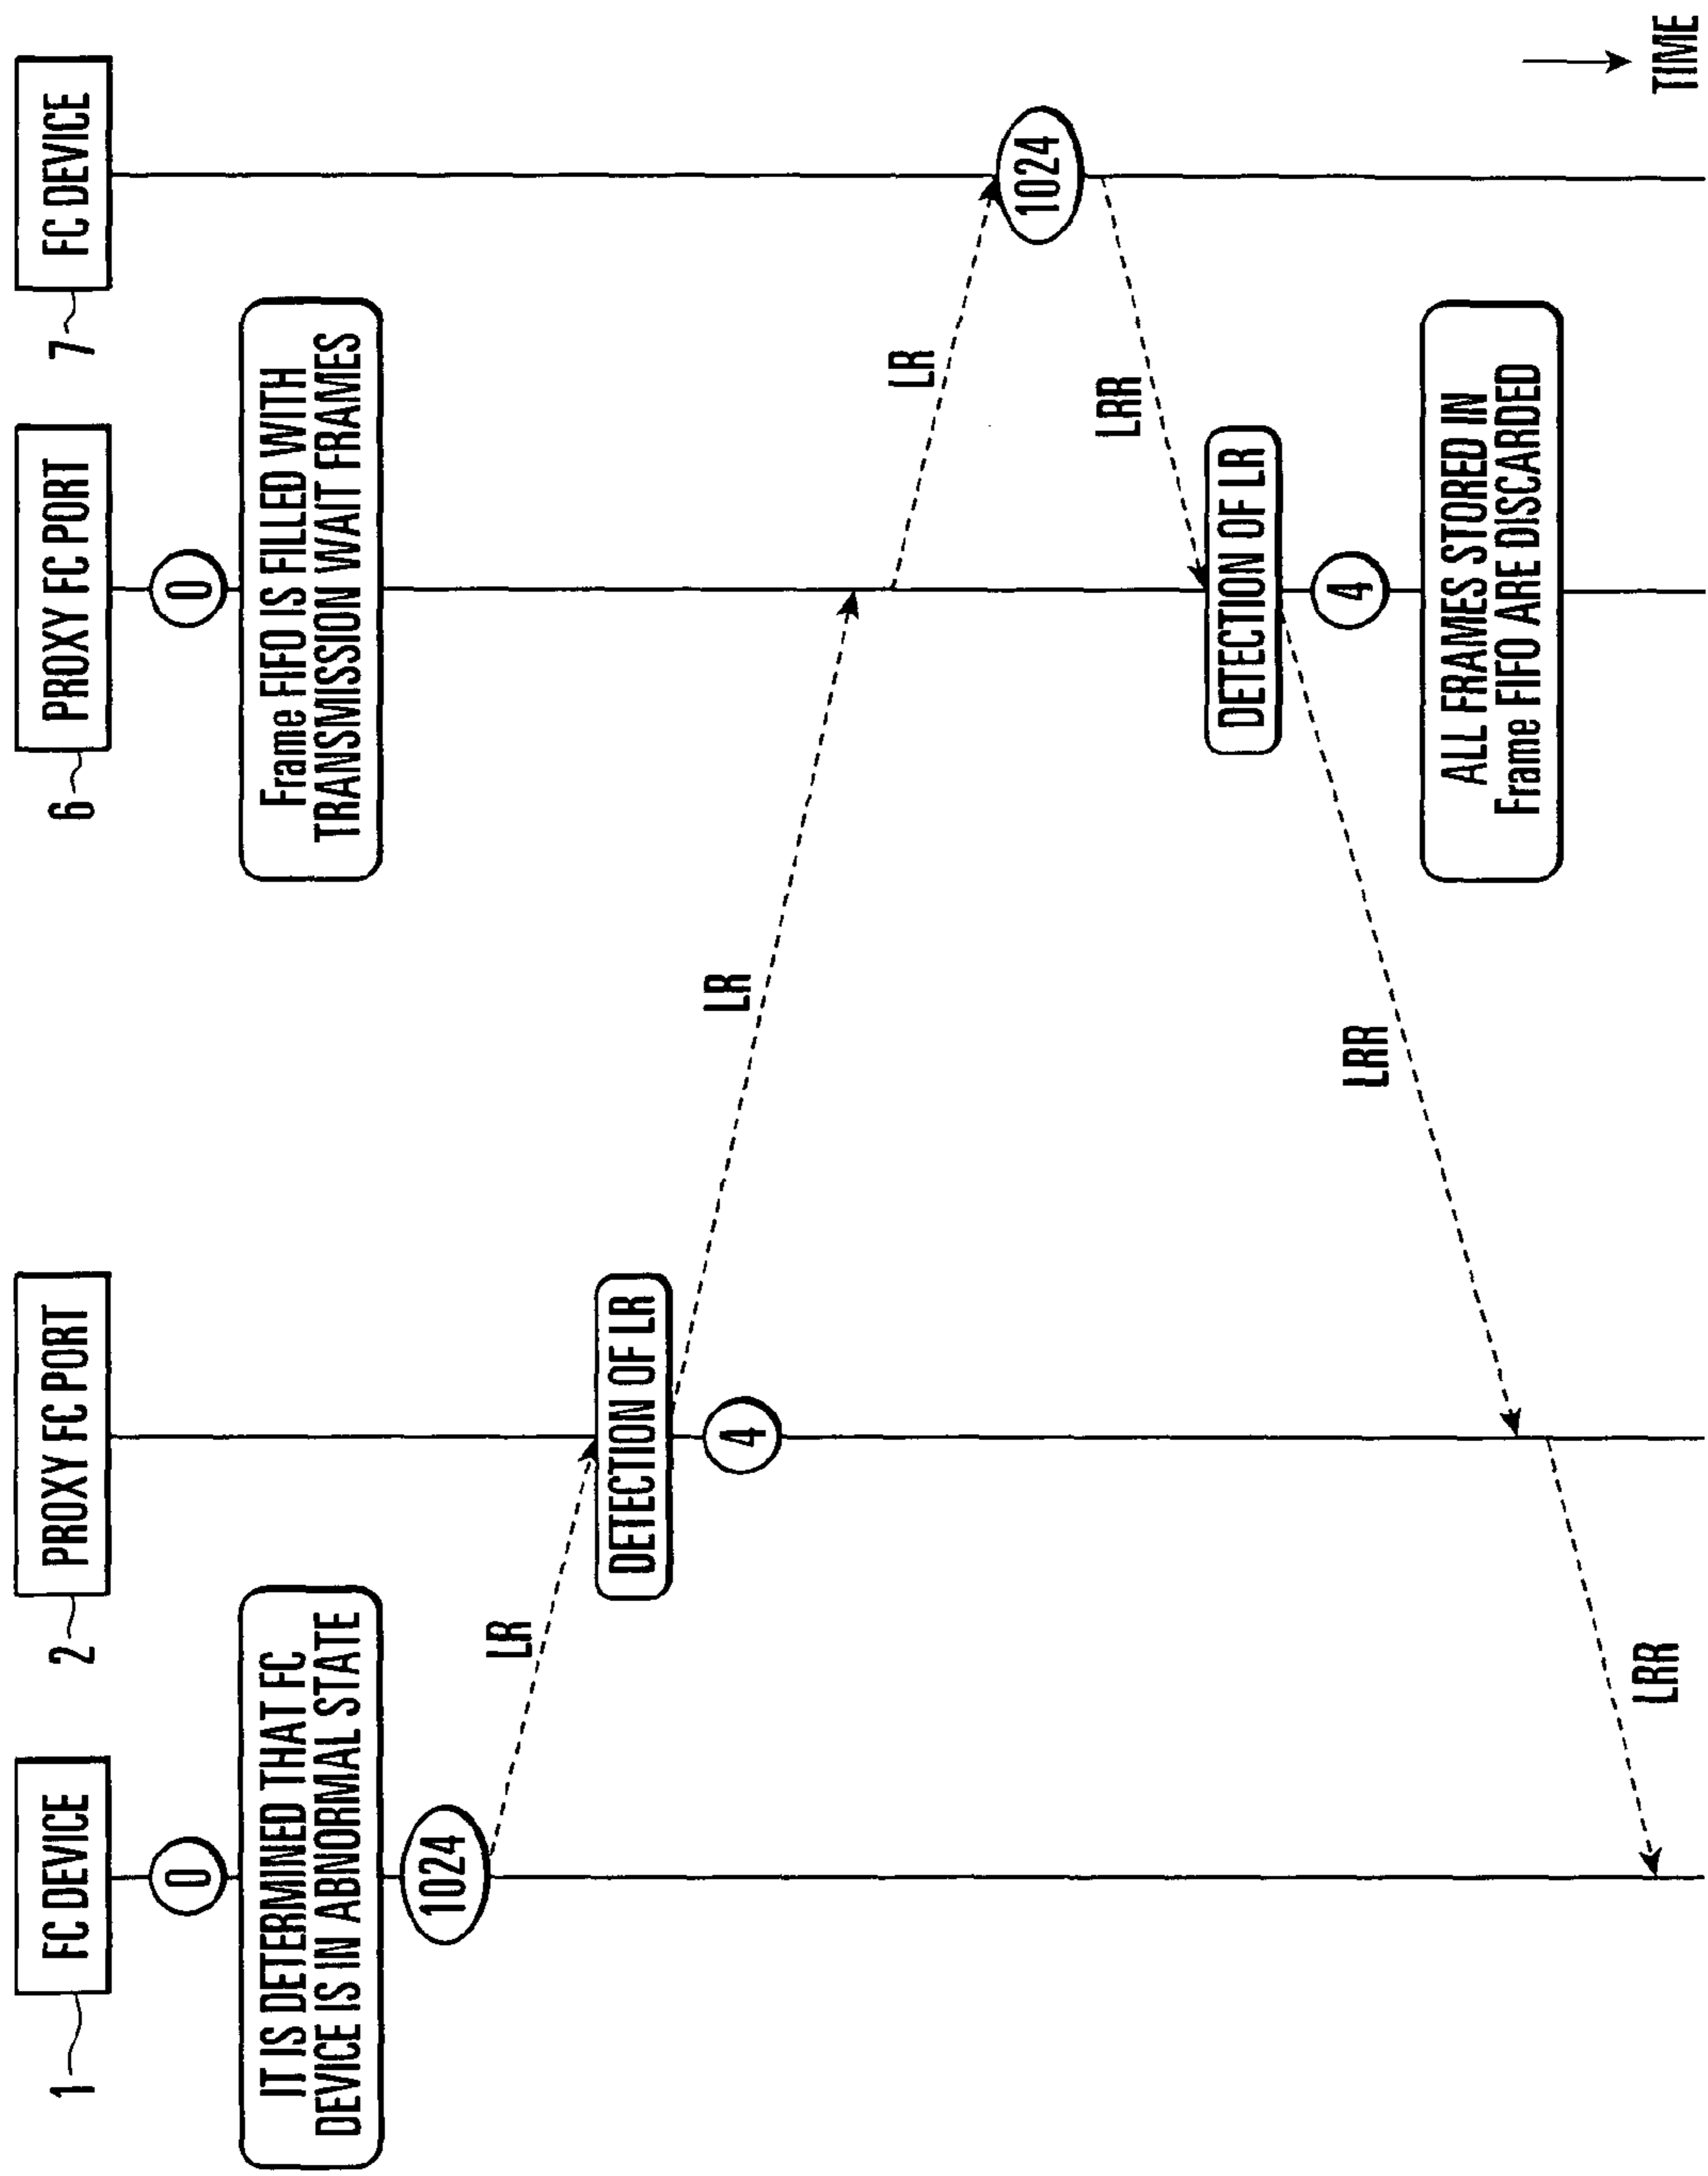 1
FC DEVICE
2
PROXY FC PORT
6
PROXY FC PORT
7
FC DEVICE
0
0
IT IS DETERMINED THAT FC
DEVICE IS IN ABNORMAL STATE
Frame FIFO IS FILLED WITH
TRANSMISSION WAIT FRAMES
1024
LR
DETECTION OF LR
4
LR
LR
1024
LRR
DETECTION OF LR
4
LRR
ALL FRAMES STORED IN
Frame FIFO ARE DISCARDED
LRR
TIME